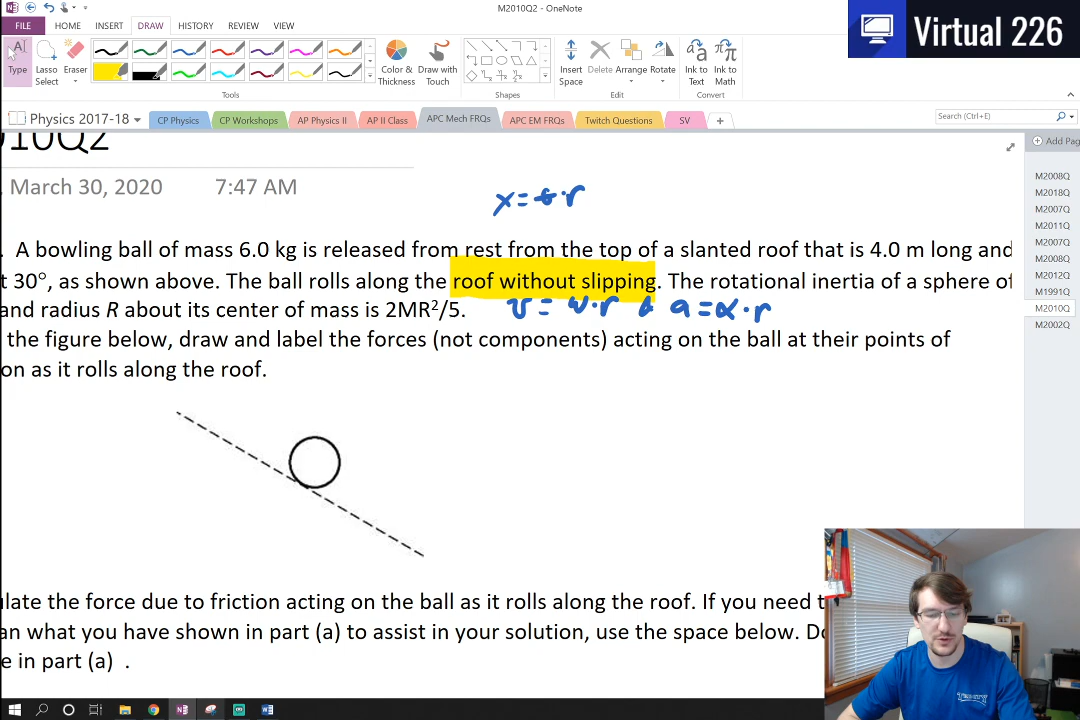 M2010Q2 - OneNote
FILE HOME INSERT DRAW HISTORY REVIEW VIEW
Virtual 226
Type Lasso Select Eraser Color & Thickness Draw with Touch Insert Space Delete Arrange Rotate Ink to Text Ink to Math
Tools Shapes Edit Convert
Physics 2017-18 CP Physics CP Workshops AP Physics II AP II Class APC Mech FRQs APC EM FRQs Twitch Questions SV Search (Ctrl+E)
010Q2
Add Pag
, March 30, 2020 7:47 AM
x = θ·r
. A bowling ball of mass 6.0 kg is released from rest from the top of a slanted roof that is 4.0 m long and
t 30°, as shown above. The ball rolls along the roof without slipping. The rotational inertia of a sphere of
and radius R about its center of mass is 2MR²/5.
v = ω·r & a = α·r
the figure below, draw and label the forces (not components) acting on the ball at their points of
on as it rolls along the roof.
late the force due to friction acting on the ball as it rolls along the roof. If you need t
an what you have shown in part (a) to assist in your solution, use the space below. Do
e in part (a) .
M2008Q
M2018Q
M2007Q
M2011Q
M2007Q
M2008Q
M2012Q
M1991Q
M2010Q
M2002Q